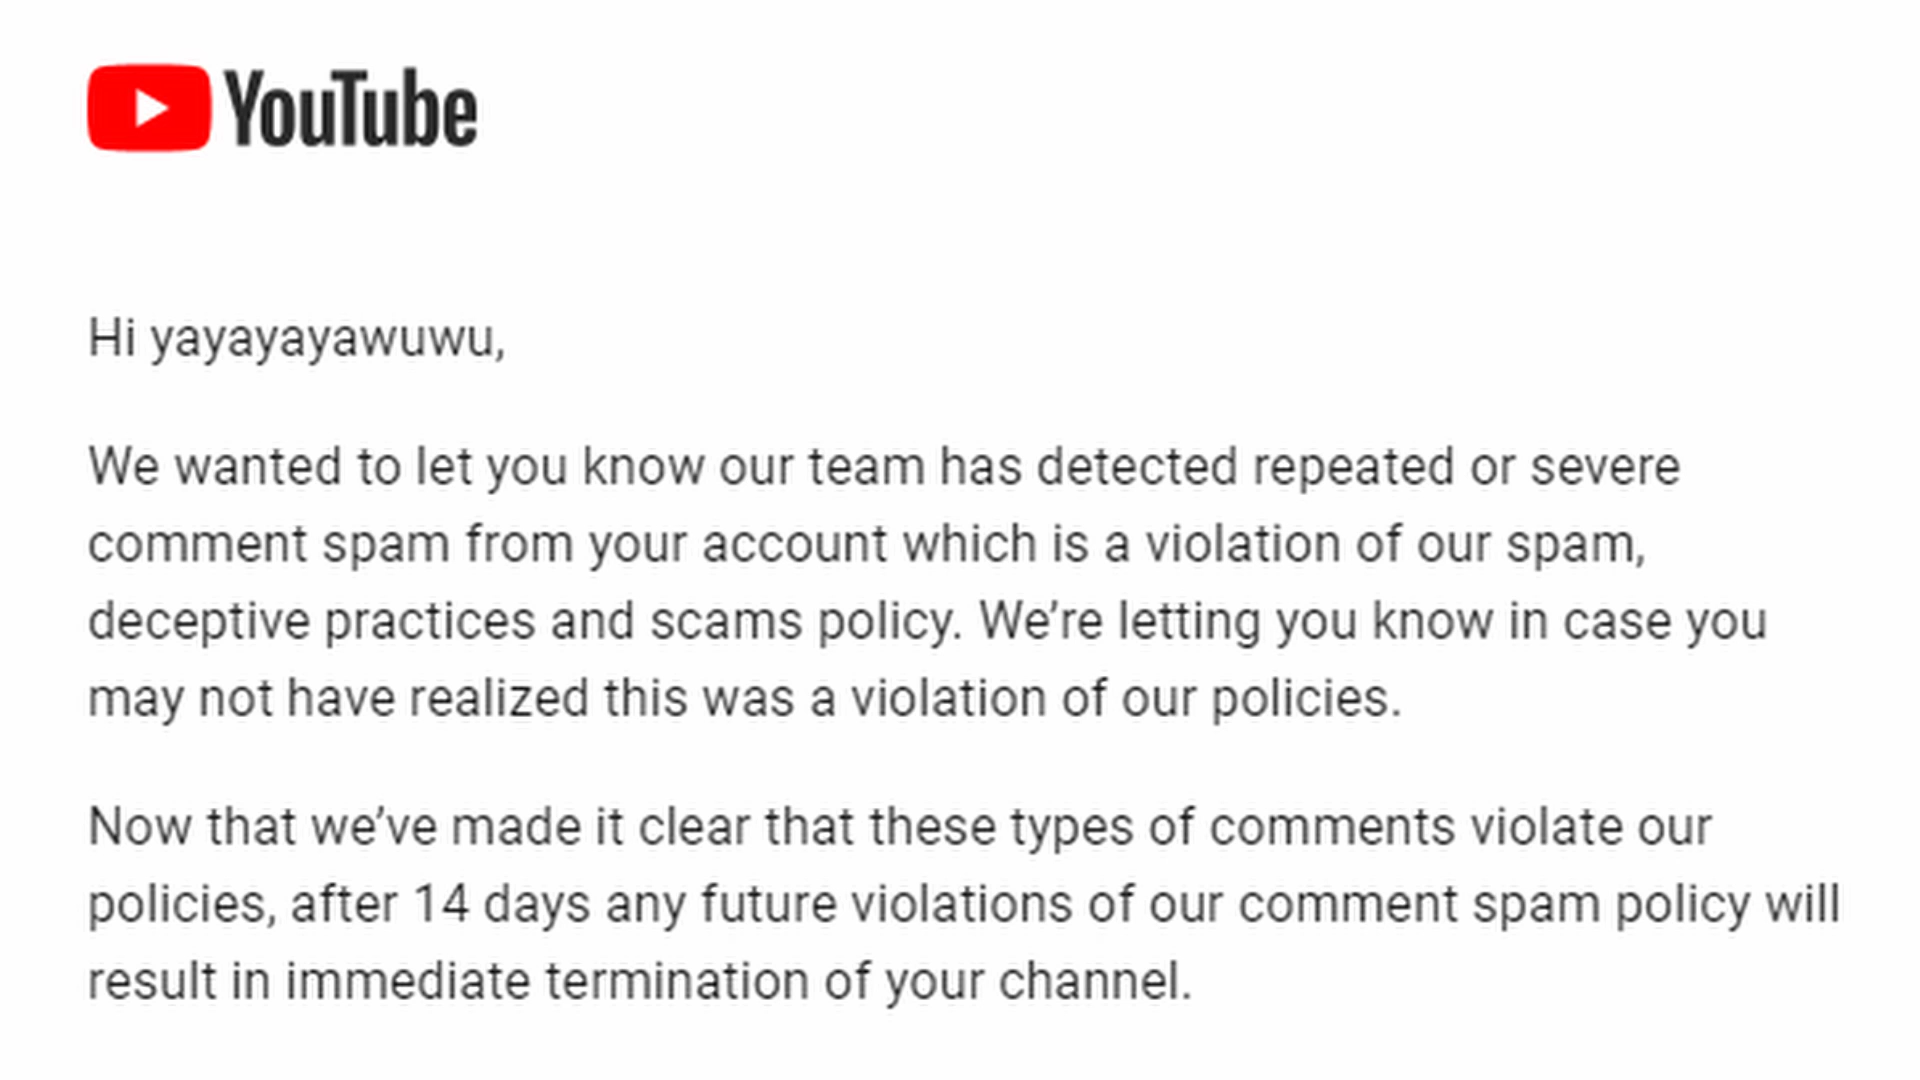 YouTube
Hi yayayayawuwu,
We wanted to let you know our team has detected repeated or severe
comment spam from your account which is a violation of our spam,
deceptive practices and scams policy. We’re letting you know in case you
may not have realized this was a violation of our policies.
Now that we’ve made it clear that these types of comments violate our
policies, after 14 days any future violations of our comment spam policy will
result in immediate termination of your channel.